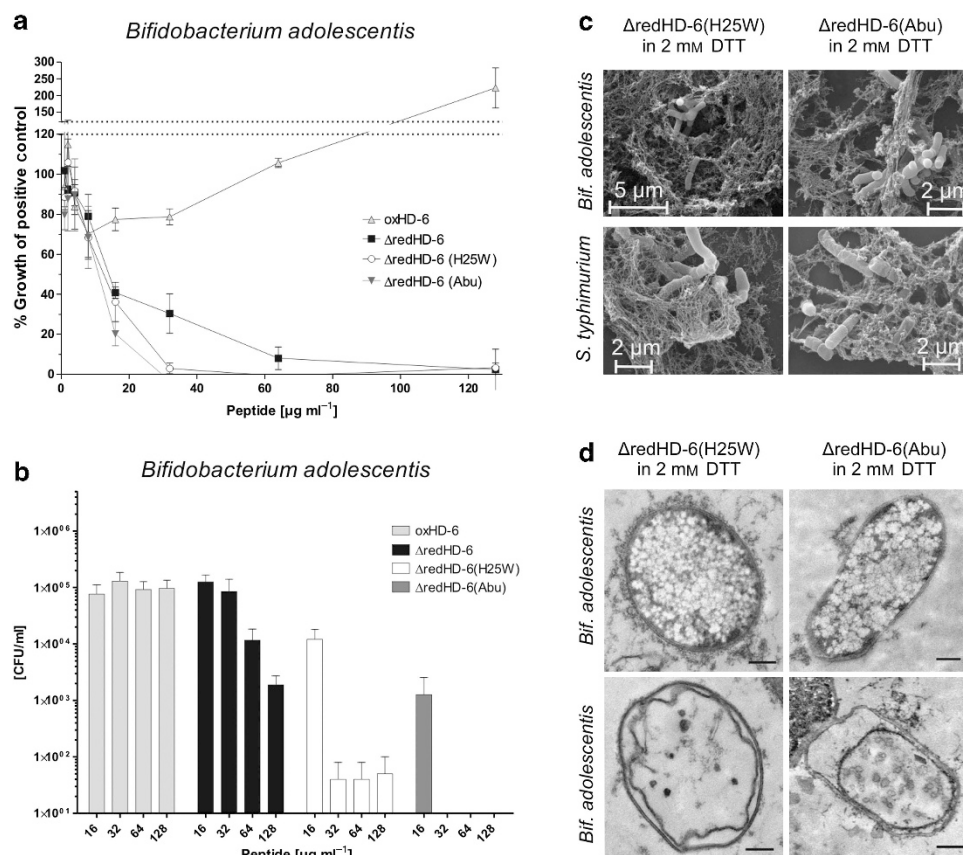 a
Bifidobacterium adolescentis
% Growth of positive control
300
250
200
150
120
100
80
60
40
20
0
0
20
40
60
80
100
120
Peptide [µg ml⁻¹]
oxHD-6
ΔredHD-6
ΔredHD-6 (H25W)
ΔredHD-6 (Abu)
b
Bifidobacterium adolescentis
[CFU/ml]
1×10⁰⁶
1×10⁰⁵
1×10⁰⁴
1×10⁰³
1×10⁰²
1×10⁰¹
16 32 64 128 16 32 64 128 16 32 64 128 16 32 64 128
Peptide [µg ml⁻¹]
oxHD-6
ΔredHD-6
ΔredHD-6(H25W)
ΔredHD-6(Abu)
c
ΔredHD-6(H25W)
in 2 mM DTT
ΔredHD-6(Abu)
in 2 mM DTT
Bif. adolescentis
5 µm
2 µm
S. typhimurium
2 µm
2 µm
d
ΔredHD-6(H25W)
in 2 mM DTT
ΔredHD-6(Abu)
in 2 mM DTT
Bif. adolescentis
Bif. adolescentis